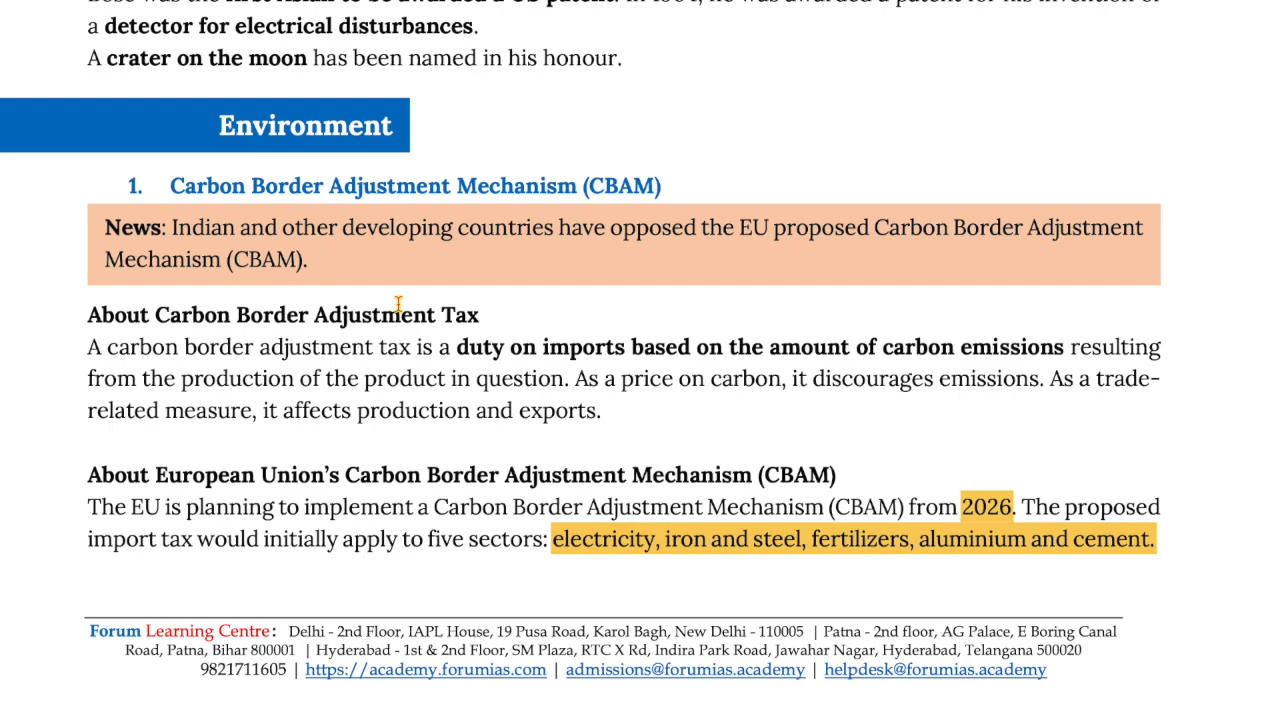 a detector for electrical disturbances.
A crater on the moon has been named in his honour.
Environment
1. Carbon Border Adjustment Mechanism (CBAM)
News: Indian and other developing countries have opposed the EU proposed Carbon Border Adjustment
Mechanism (CBAM).
About Carbon Border Adjustment Tax
A carbon border adjustment tax is a duty on imports based on the amount of carbon emissions resulting
from the production of the product in question. As a price on carbon, it discourages emissions. As a trade-
related measure, it affects production and exports.
About European Union’s Carbon Border Adjustment Mechanism (CBAM)
The EU is planning to implement a Carbon Border Adjustment Mechanism (CBAM) from 2026. The proposed
import tax would initially apply to five sectors: electricity, iron and steel, fertilizers, aluminium and cement.
Forum Learning Centre: Delhi - 2nd Floor, IAPL House, 19 Pusa Road, Karol Bagh, New Delhi - 110005 | Patna - 2nd floor, AG Palace, E Boring Canal
Road, Patna, Bihar 800001 | Hyderabad - 1st & 2nd Floor, SM Plaza, RTC X Rd, Indira Park Road, Jawahar Nagar, Hyderabad, Telangana 500020
9821711605 | https://academy.forumias.com | admissions@forumias.academy | helpdesk@forumias.academy